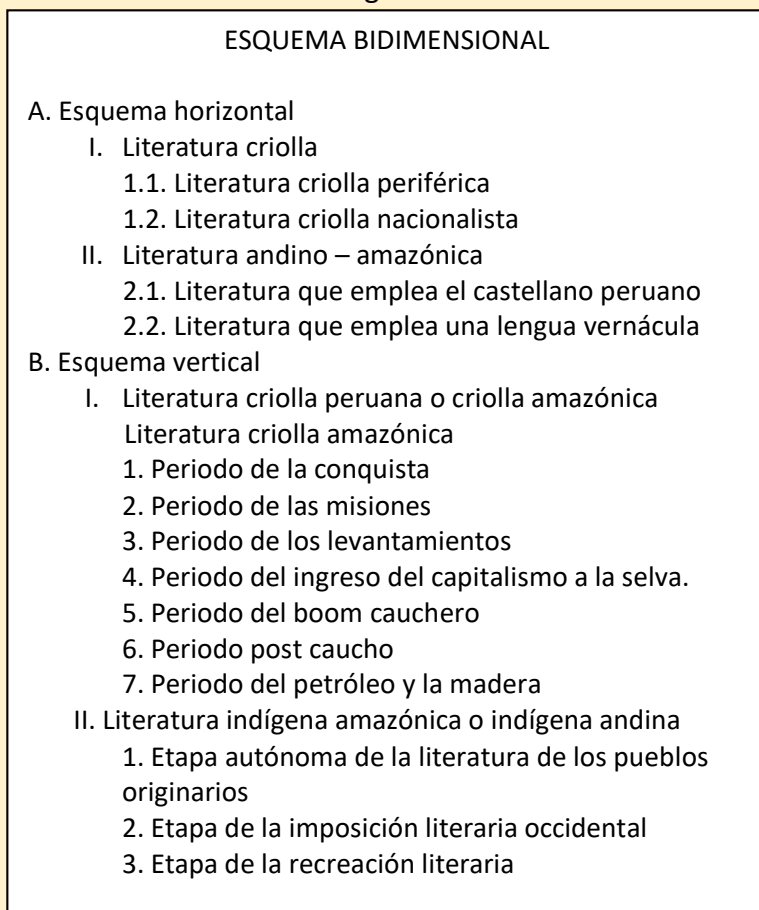 ESQUEMA BIDIMENSIONAL
A. Esquema horizontal
I. Literatura criolla
1.1. Literatura criolla periférica
1.2. Literatura criolla nacionalista
II. Literatura andino – amazónica
2.1. Literatura que emplea el castellano peruano
2.2. Literatura que emplea una lengua vernácula
B. Esquema vertical
I. Literatura criolla peruana o criolla amazónica
Literatura criolla amazónica
1. Periodo de la conquista
2. Periodo de las misiones
3. Periodo de los levantamientos
4. Periodo del ingreso del capitalismo a la selva.
5. Periodo del boom cauchero
6. Periodo post caucho
7. Periodo del petróleo y la madera
II. Literatura indígena amazónica o indígena andina
1. Etapa autónoma de la literatura de los pueblos
originarios
2. Etapa de la imposición literaria occidental
3. Etapa de la recreación literaria